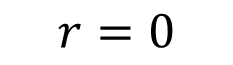 r = 0